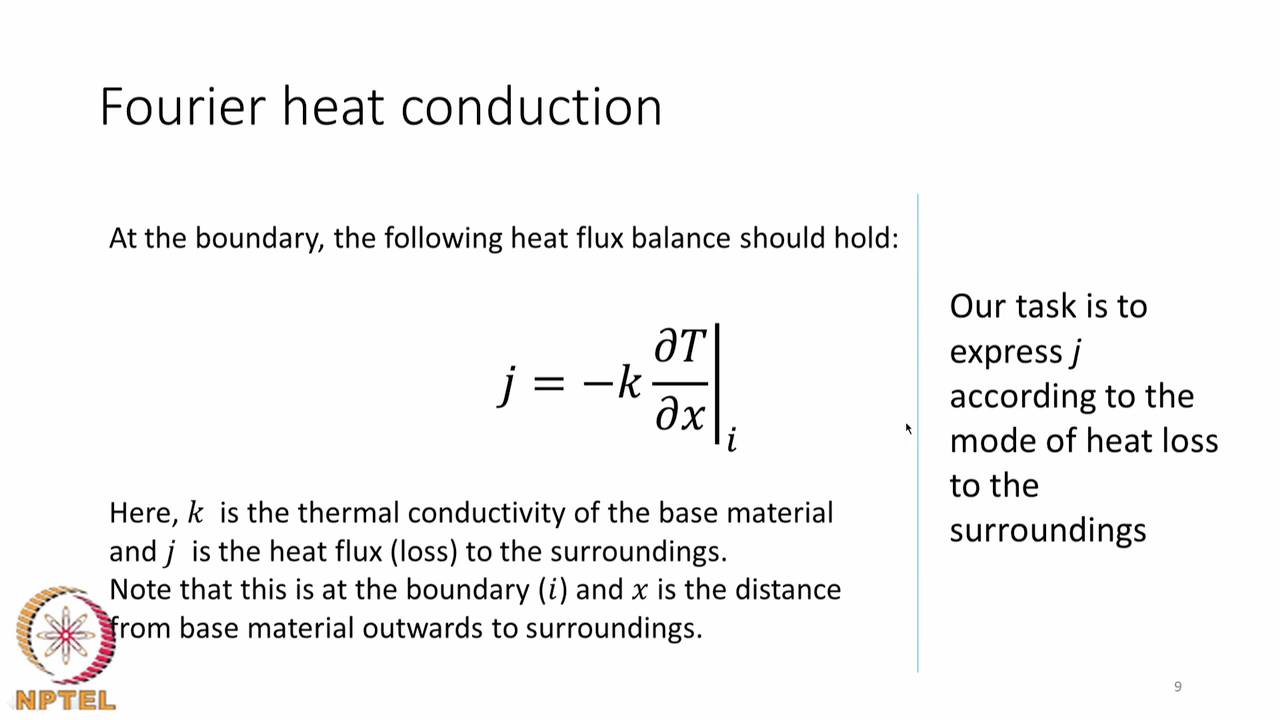 Fourier heat conduction
At the boundary, the following heat flux balance should hold:
j = −k ∂T/∂x |i
Here, k is the thermal conductivity of the base material
and j is the heat flux (loss) to the surroundings.
Note that this is at the boundary (i) and x is the distance
from base material outwards to surroundings.
Our task is to
express j
according to the
mode of heat loss
to the
surroundings
NPTEL
9